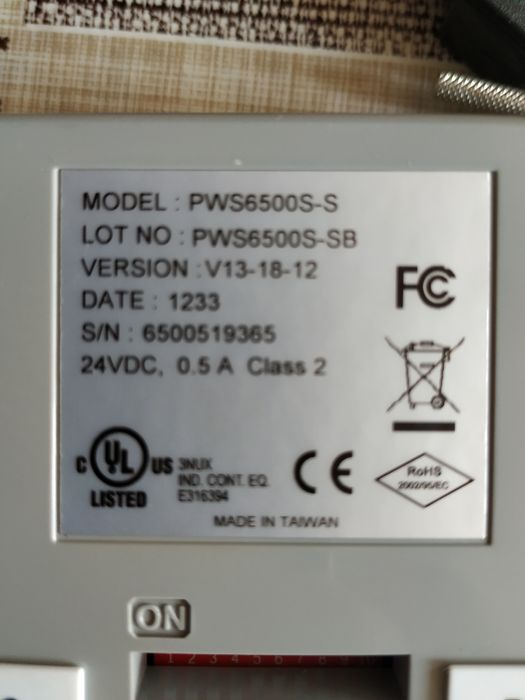 MODEL : PWS6500S-S
LOT NO : PWS6500S-SB
VERSION : V13-18-12
DATE : 1233
S/N : 6500519365
24VDC, 0.5 A Class 2
FC
C UL US
LISTED
3NUX
IND. CONT. EQ.
E316394
CE
RoHS
2002/95/EC
MADE IN TAIWAN
ON
1 2 3 4 5 6 7 8 9 10